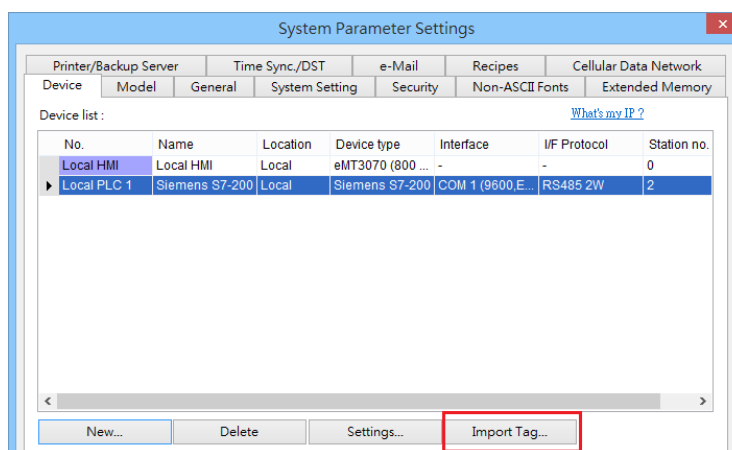 System Parameter Settings
Printer/Backup Server Time Sync./DST e-Mail Recipes Cellular Data Network
Device Model General System Setting Security Non-ASCII Fonts Extended Memory
Device list : What's my IP ?
No. Name Location Device type Interface I/F Protocol Station no.
Local HMI Local HMI Local eMT3070 (800 ... - - 0
Local PLC 1 Siemens S7-200 Local Siemens S7-200 COM 1 (9600,E... RS485 2W 2
New... Delete Settings... Import Tag...